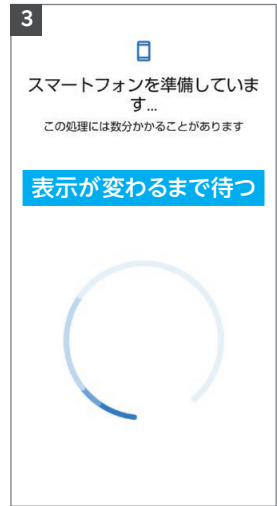 3
スマートフォンを準備していま
す...
この処理には数分かかることがあります
表示が変わるまで待つ